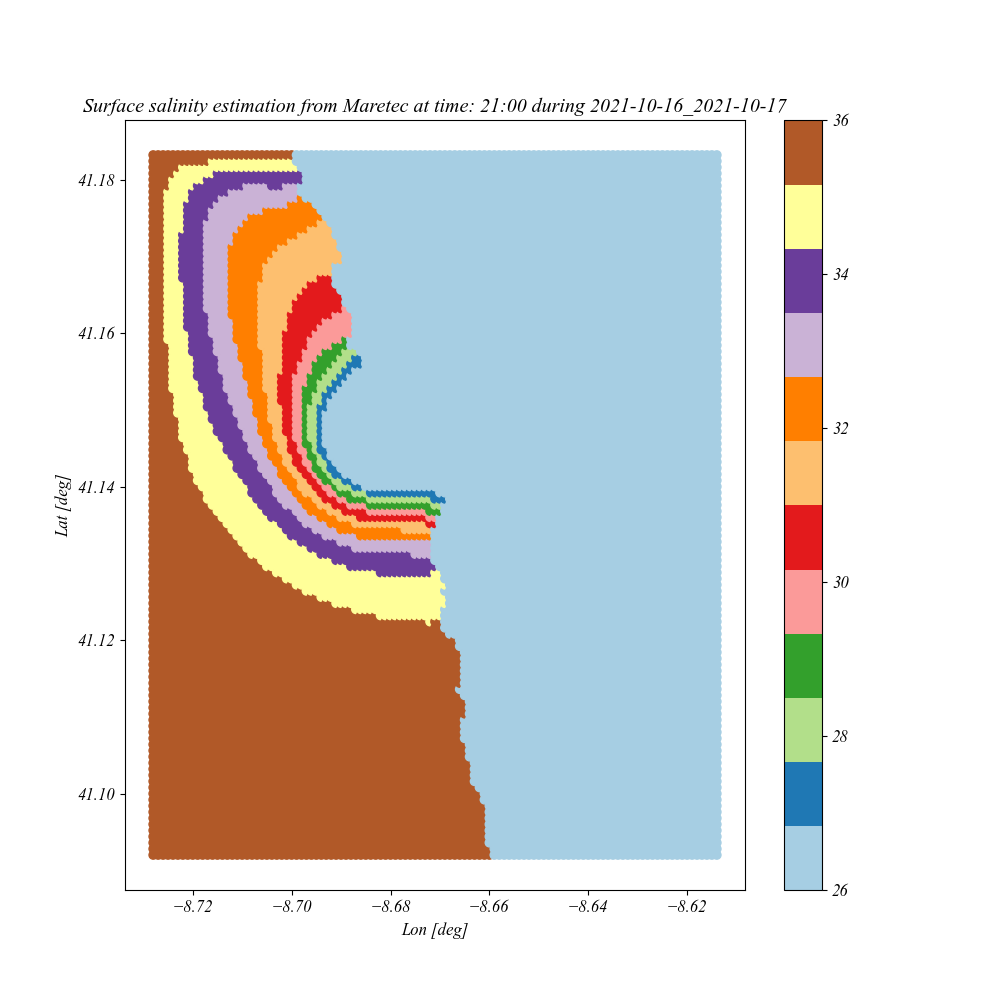 Surface salinity estimation from Maretec at time: 21:00 during 2021-10-16_2021-10-17
36
34
32
30
28
26
41.18
41.16
41.14
41.12
41.10
Lat [deg]
−8.72 −8.70 −8.68 −8.66 −8.64 −8.62
Lon [deg]